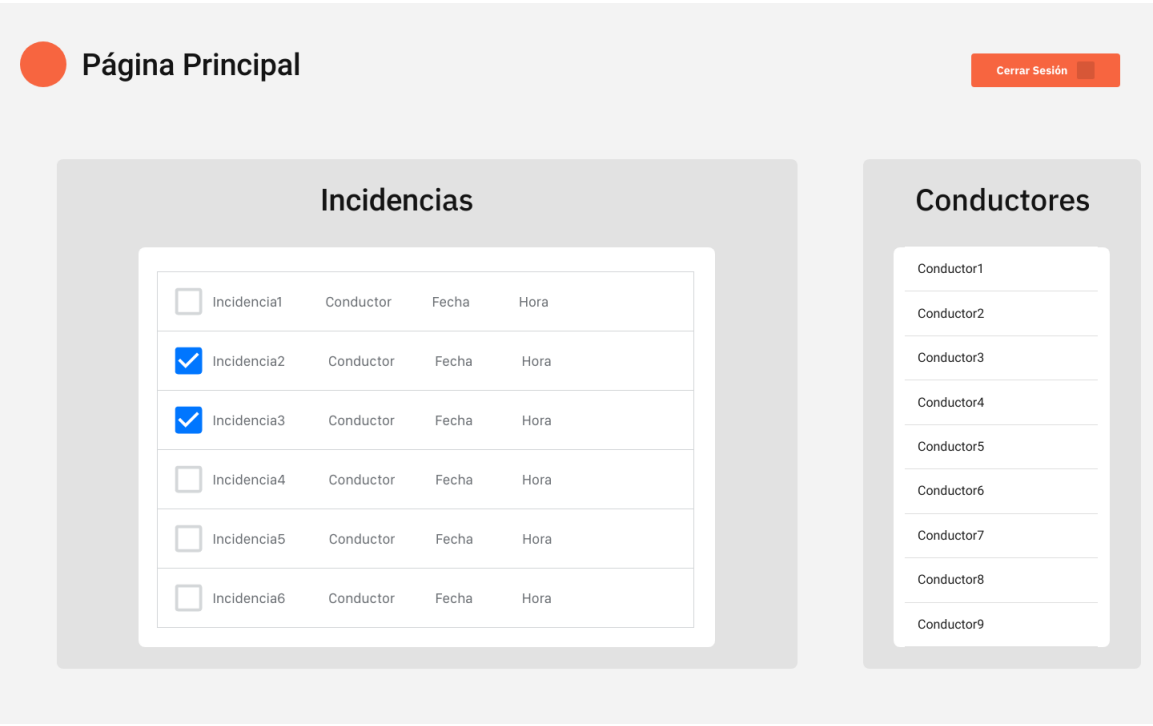 Página Principal
Cerrar Sesión
Incidencias
Incidencia1 Conductor Fecha Hora
Incidencia2 Conductor Fecha Hora
Incidencia3 Conductor Fecha Hora
Incidencia4 Conductor Fecha Hora
Incidencia5 Conductor Fecha Hora
Incidencia6 Conductor Fecha Hora
Conductores
Conductor1
Conductor2
Conductor3
Conductor4
Conductor5
Conductor6
Conductor7
Conductor8
Conductor9